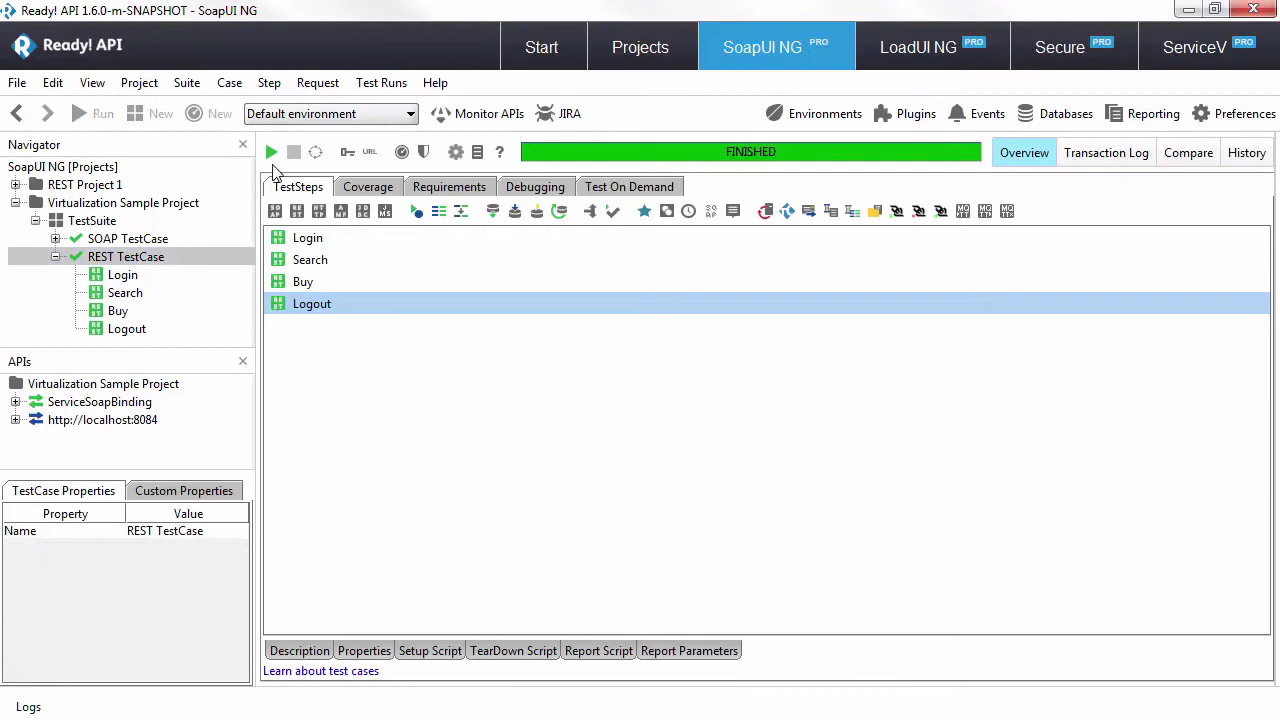 Ready! API 1.6.0-m-SNAPSHOT - SoapUI NG
Ready! API
Start
Projects
SoapUI NG PRO
LoadUI NG PRO
Secure PRO
ServiceV PRO
File Edit View Project Suite Case Step Request Test Runs Help
Run New New Default environment Monitor APIs JIRA Environments Plugins Events Databases Reporting Preferences
Navigator
SoapUI NG [Projects]
REST Project 1
Virtualization Sample Project
TestSuite
SOAP TestCase
REST TestCase
Login
Search
Buy
Logout
APIs
Virtualization Sample Project
ServiceSoapBinding
http://localhost:8084
TestCase Properties Custom Properties
Property Value
Name REST TestCase
URL ? FINISHED Overview Transaction Log Compare History
TestSteps Coverage Requirements Debugging Test On Demand
Login
Search
Buy
Logout
Description Properties Setup Script TearDown Script Report Script Report Parameters
Learn about test cases
Logs